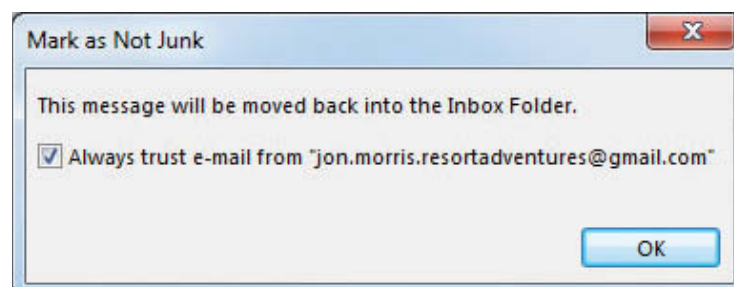 Mark as Not Junk
This message will be moved back into the Inbox Folder.
Always trust e-mail from "jon.morris.resortadventures@gmail.com"
OK